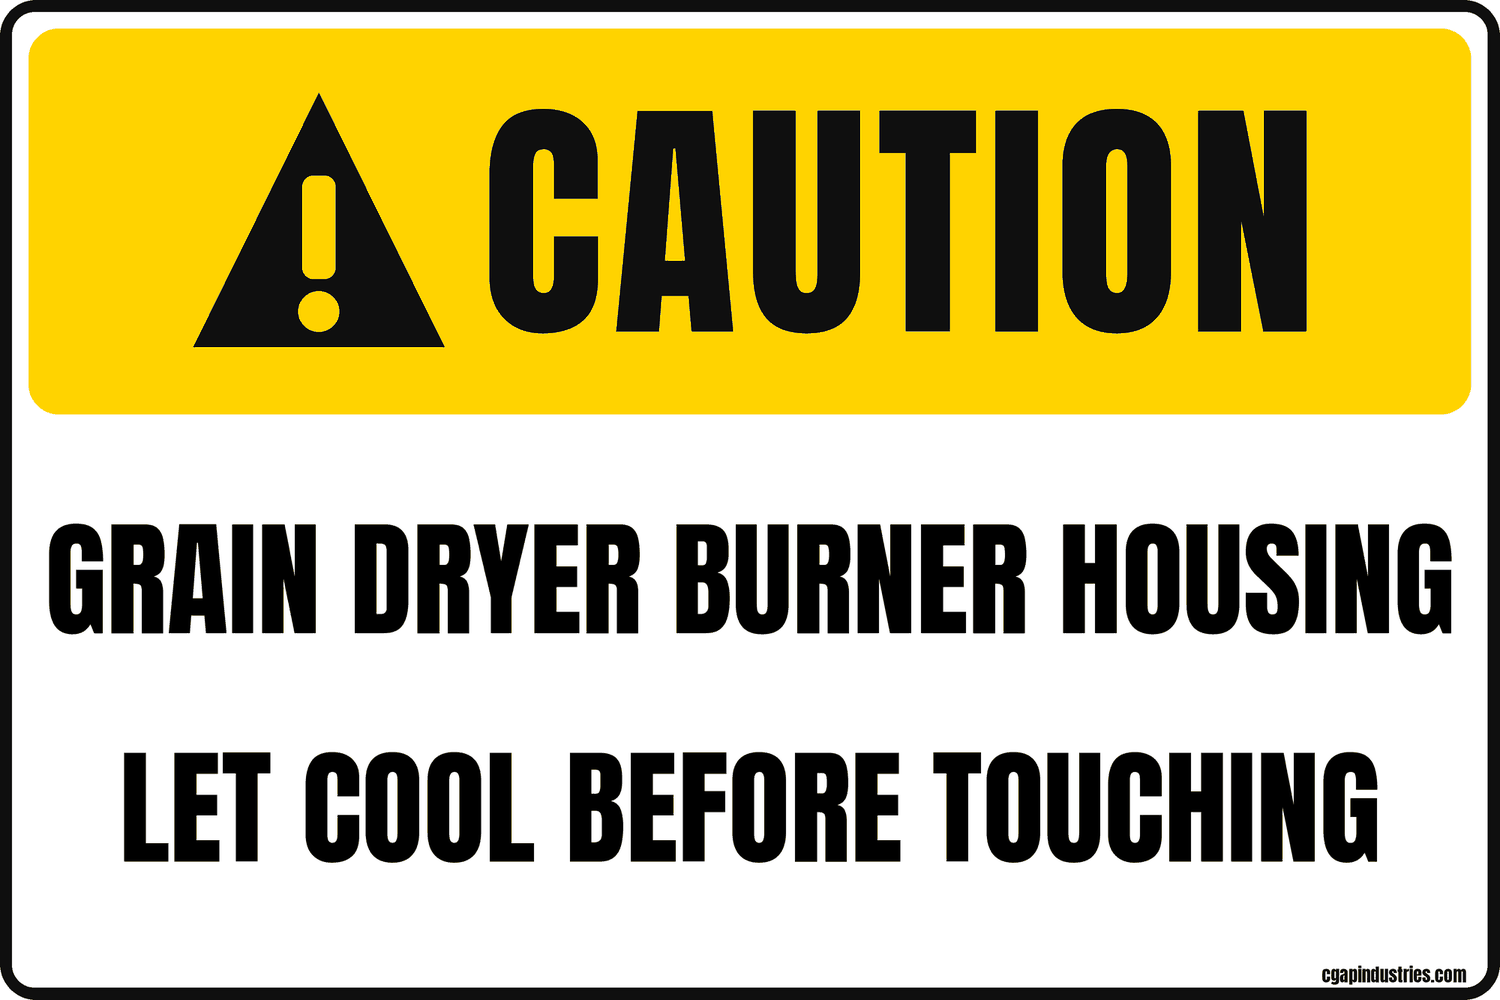 CAUTION
GRAIN DRYER BURNER HOUSING
LET COOL BEFORE TOUCHING
cgapindustries.com